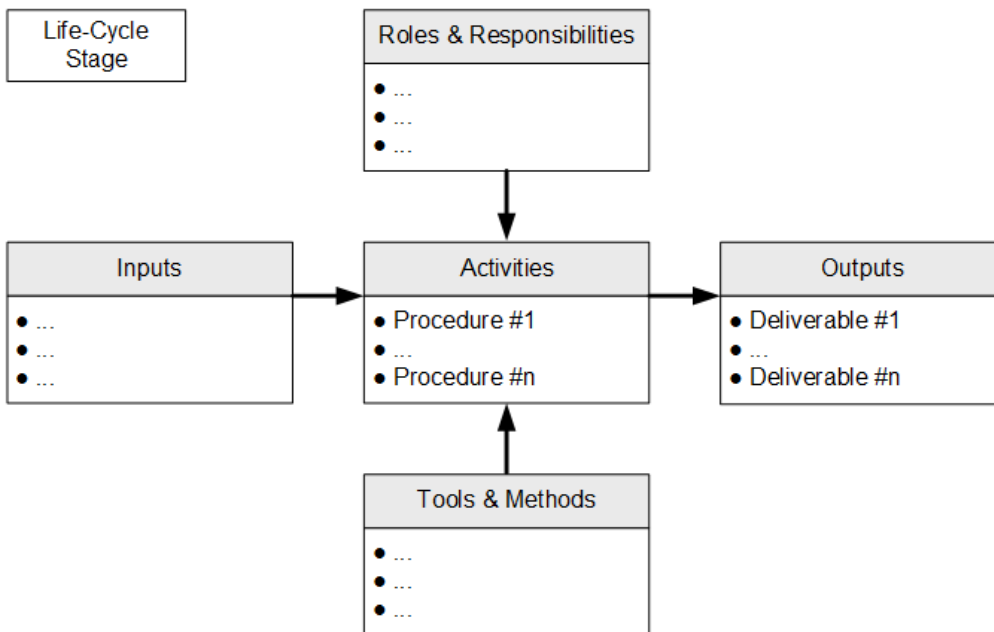 Life-Cycle
Stage
Roles & Responsibilities
● ...
● ...
● ...
Inputs
● ...
● ...
● ...
Activities
● Procedure #1
● ...
● Procedure #n
Outputs
● Deliverable #1
● ...
● Deliverable #n
Tools & Methods
● ...
● ...
● ...